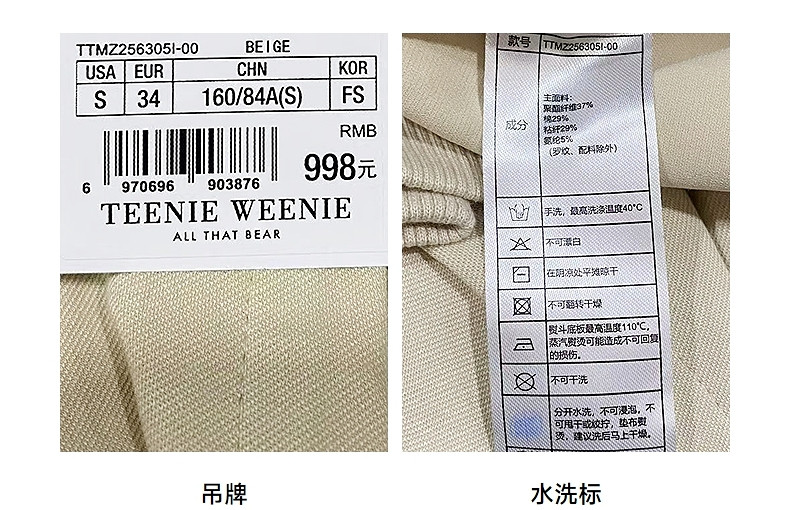 TTMZ256305I-00 BEIGE
USA EUR CHN KOR
S 34 160/84A(S) FS
RMB
998元
6 970696 903876
TEENIE WEENIE
ALL THAT BEAR
款号 TTMZ256305I-00
成分
主面料:
聚酯纤维37%
棉29%
粘纤29%
氨纶5%
(罗纹、配料除外)
手洗，最高洗涤温度40°C
不可漂白
在阴凉处平摊晾干
不可翻转干燥
熨斗底板最高温度110°C，
蒸汽熨烫可能造成不可回复
的损伤。
不可干洗
分开水洗，不可浸泡，不
可甩干或绞拧，垫布熨
烫，建议洗后马上干燥。
吊牌
水洗标